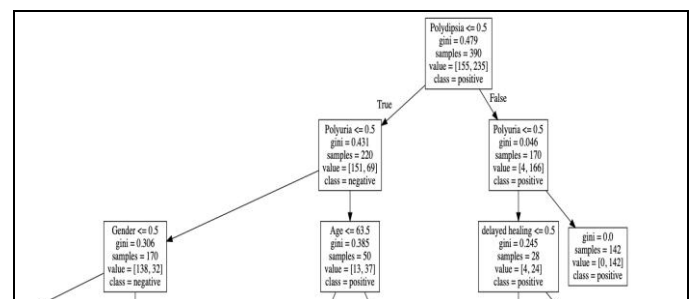 Polydipsia <= 0.5
gini = 0.479
samples = 390
value = [155, 235]
class = positive
True
False
Polyuria <= 0.5
gini = 0.431
samples = 220
value = [151, 69]
class = negative
Polyuria <= 0.5
gini = 0.046
samples = 170
value = [4, 166]
class = positive
Gender <= 0.5
gini = 0.306
samples = 170
value = [138, 32]
class = negative
Age <= 63.5
gini = 0.385
samples = 50
value = [13, 37]
class = positive
delayed healing <= 0.5
gini = 0.245
samples = 28
value = [4, 24]
class = positive
gini = 0.0
samples = 142
value = [0, 142]
class = positive